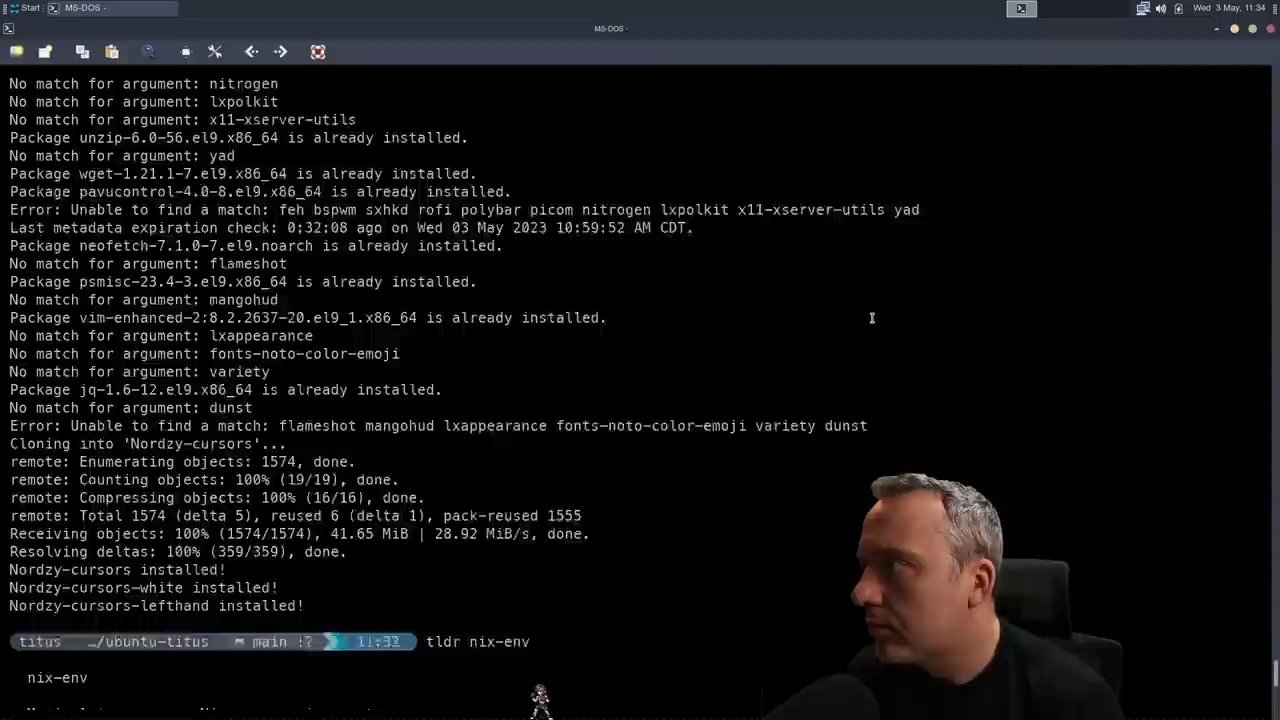 Start
MS-DOS -
Wed 3 May, 11:34
MS-DOS -
No match for argument: nitrogen
No match for argument: lxpolkit
No match for argument: x11-xserver-utils
Package unzip-6.0-56.el9.x86_64 is already installed.
No match for argument: yad
Package wget-1.21.1-7.el9.x86_64 is already installed.
Package pavucontrol-4.0-8.el9.x86_64 is already installed.
Error: Unable to find a match: feh bspwm sxhkd rofi polybar picom nitrogen lxpolkit x11-xserver-utils yad
Last metadata expiration check: 0:32:08 ago on Wed 03 May 2023 10:59:52 AM CDT.
Package neofetch-7.1.0-7.el9.noarch is already installed.
No match for argument: flameshot
Package psmisc-23.4-3.el9.x86_64 is already installed.
No match for argument: mangohud
Package vim-enhanced-2:8.2.2637-20.el9_1.x86_64 is already installed.
No match for argument: lxappearance
No match for argument: fonts-noto-color-emoji
No match for argument: variety
Package jq-1.6-12.el9.x86_64 is already installed.
No match for argument: dunst
Error: Unable to find a match: flameshot mangohud lxappearance fonts-noto-color-emoji variety dunst
Cloning into 'Nordzy-cursors'...
remote: Enumerating objects: 1574, done.
remote: Counting objects: 100% (19/19), done.
remote: Compressing objects: 100% (16/16), done.
remote: Total 1574 (delta 5), reused 6 (delta 1), pack-reused 1555
Receiving objects: 100% (1574/1574), 41.65 MiB | 28.92 MiB/s, done.
Resolving deltas: 100% (359/359), done.
Nordzy-cursors installed!
Nordzy-cursors-white installed!
Nordzy-cursors-lefthand installed!
titus …/ubuntu-titus main !? 11:32 tldr nix-env
nix-env